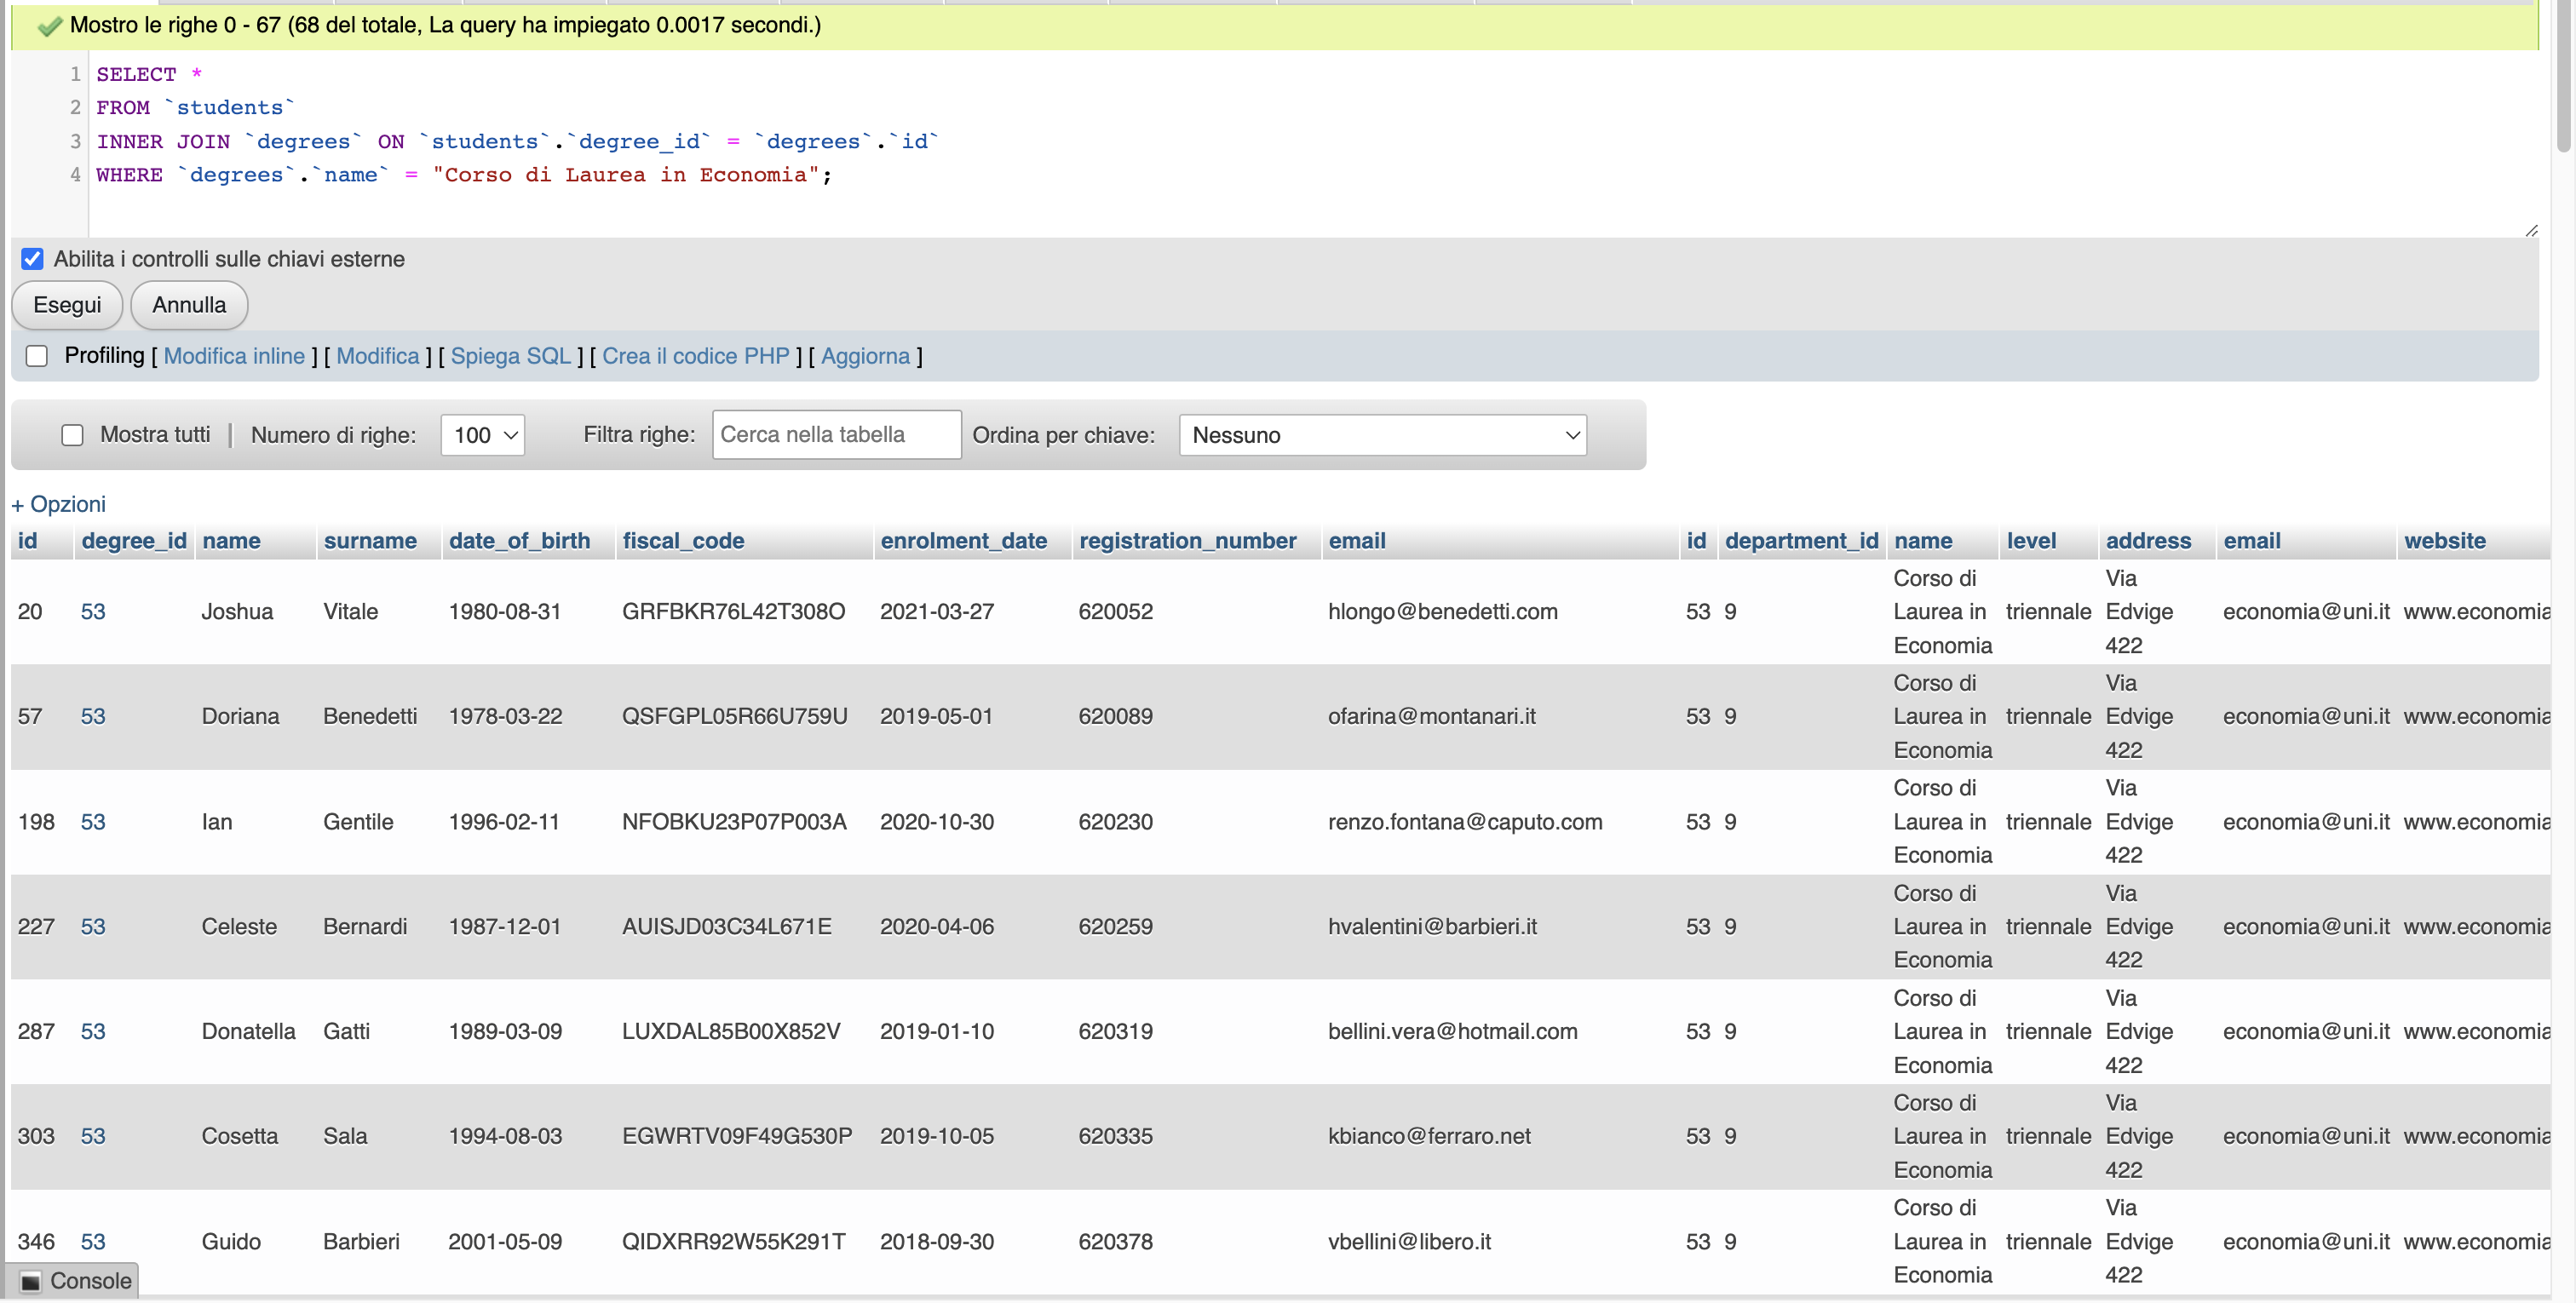 Mostro le righe 0 - 67 (68 del totale, La query ha impiegato 0.0017 secondi.)
1 SELECT *
2 FROM `students`
3 INNER JOIN `degrees` ON `students`.`degree_id` = `degrees`.`id`
4 WHERE `degrees`.`name` = "Corso di Laurea in Economia";
Abilita i controlli sulle chiavi esterne
Esegui Annulla
Profiling [ Modifica inline ] [ Modifica ] [ Spiega SQL ] [ Crea il codice PHP ] [ Aggiorna ]
Mostra tutti | Numero di righe: 100 Filtra righe: Cerca nella tabella Ordina per chiave: Nessuno
+ Opzioni
id degree_id name surname date_of_birth fiscal_code enrolment_date registration_number email id department_id name level address email website
20 53 Joshua Vitale 1980-08-31 GRFBKR76L42T308O 2021-03-27 620052 hlongo@benedetti.com 53 9 Corso di Laurea in Economia triennale Via Edvige 422 economia@uni.it www.economia
57 53 Doriana Benedetti 1978-03-22 QSFGPL05R66U759U 2019-05-01 620089 ofarina@montanari.it 53 9 Corso di Laurea in Economia triennale Via Edvige 422 economia@uni.it www.economia
198 53 Ian Gentile 1996-02-11 NFOBKU23P07P003A 2020-10-30 620230 renzo.fontana@caputo.com 53 9 Corso di Laurea in Economia triennale Via Edvige 422 economia@uni.it www.economia
227 53 Celeste Bernardi 1987-12-01 AUISJD03C34L671E 2020-04-06 620259 hvalentini@barbieri.it 53 9 Corso di Laurea in Economia triennale Via Edvige 422 economia@uni.it www.economia
287 53 Donatella Gatti 1989-03-09 LUXDAL85B00X852V 2019-01-10 620319 bellini.vera@hotmail.com 53 9 Corso di Laurea in Economia triennale Via Edvige 422 economia@uni.it www.economia
303 53 Cosetta Sala 1994-08-03 EGWRTV09F49G530P 2019-10-05 620335 kbianco@ferraro.net 53 9 Corso di Laurea in Economia triennale Via Edvige 422 economia@uni.it www.economia
346 53 Guido Barbieri 2001-05-09 QIDXRR92W55K291T 2018-09-30 620378 vbellini@libero.it 53 9 Corso di Laurea in Economia triennale Via Edvige 422 economia@uni.it www.economia
Console